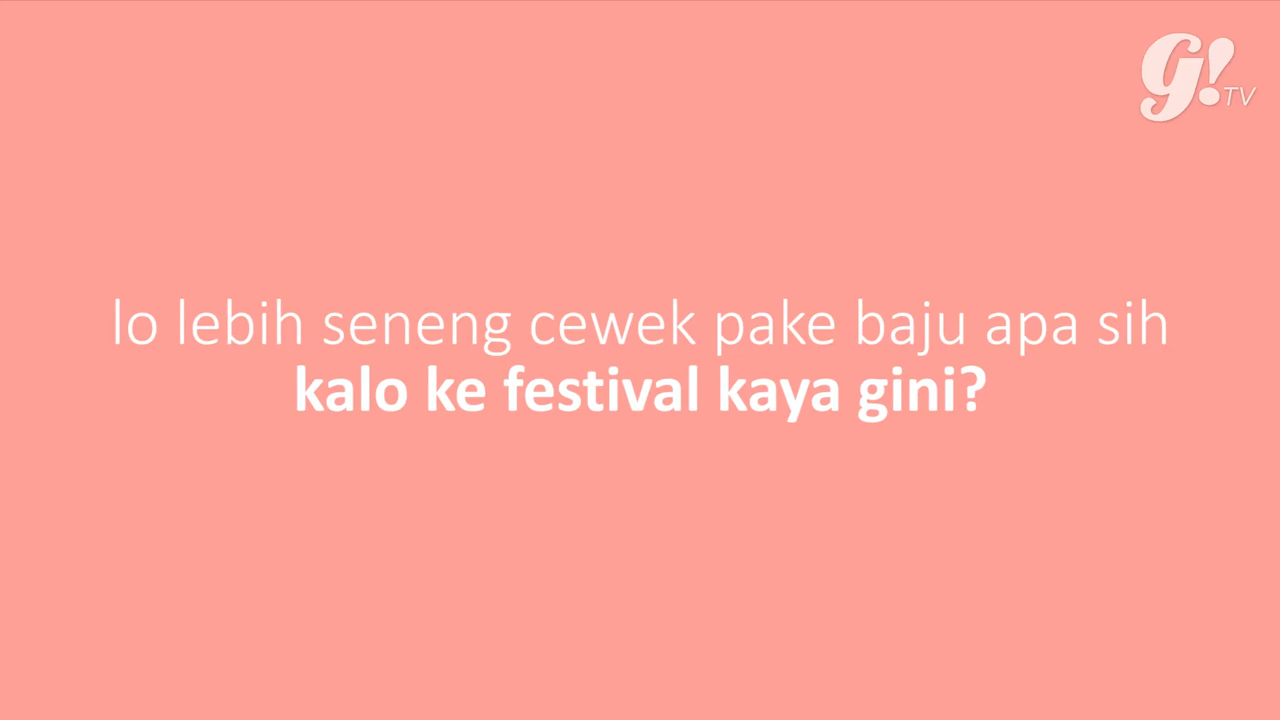 G!TV
lo lebih seneng cewek pake baju apa sih
kalo ke festival kaya gini?